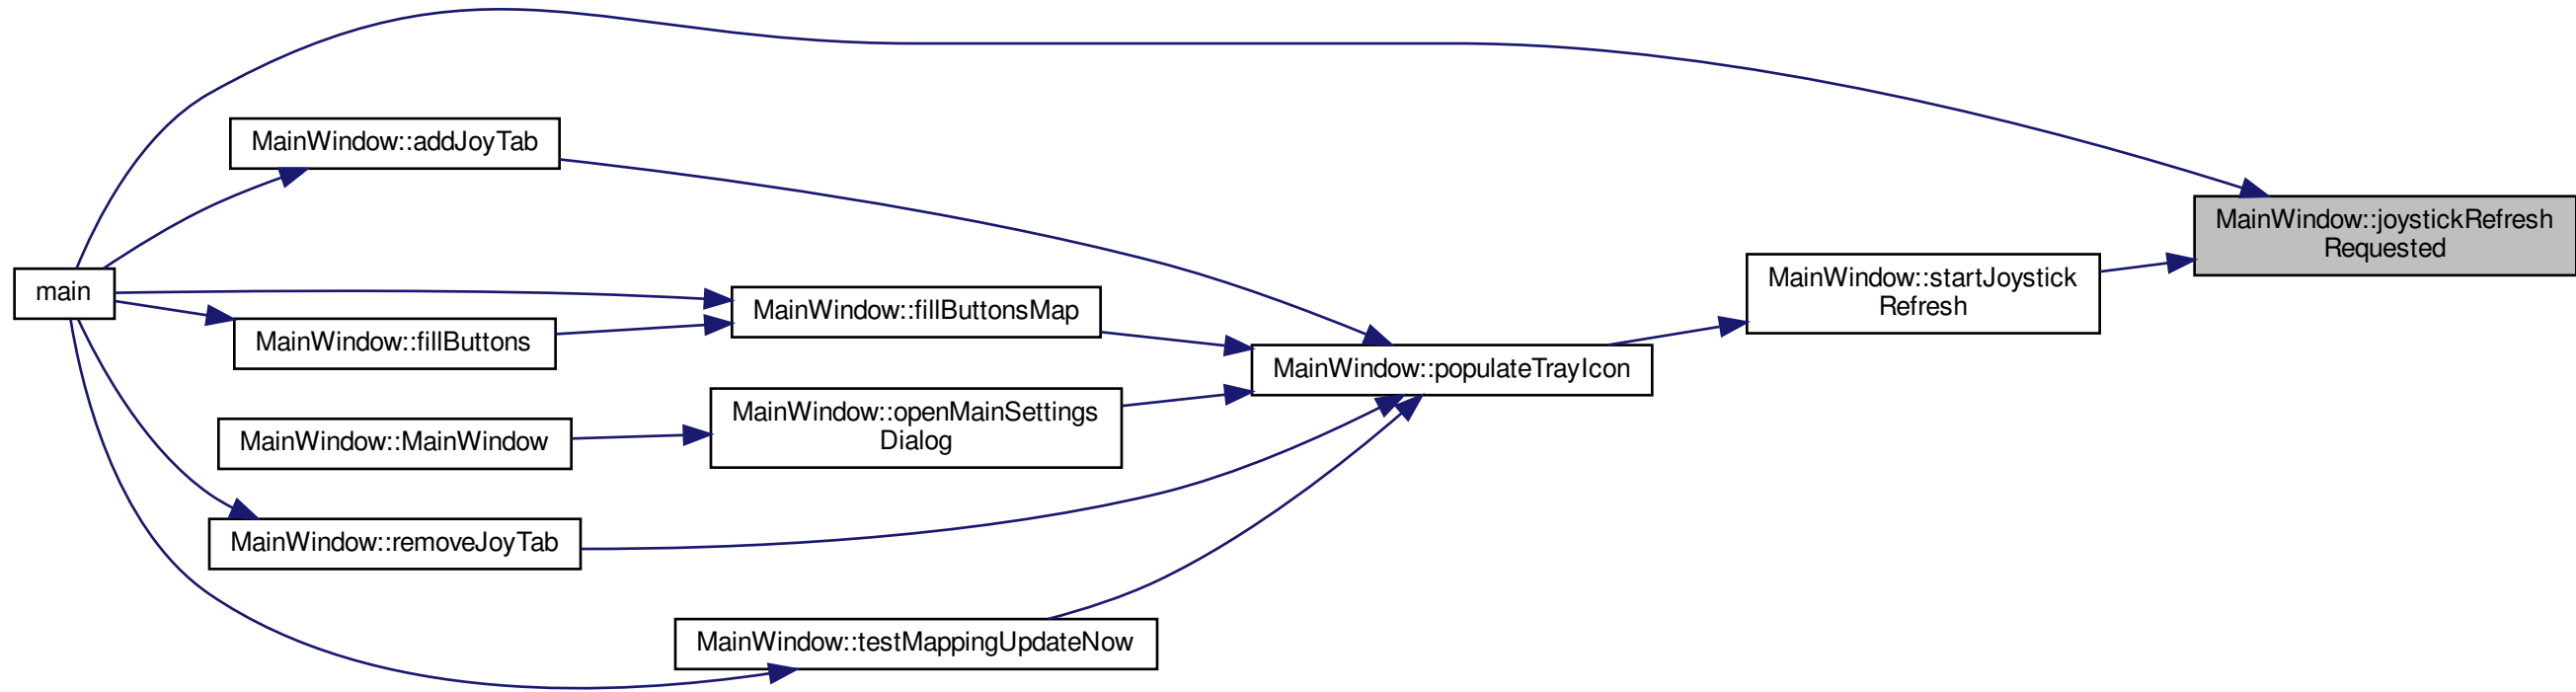 MainWindow::addJoyTab
MainWindow::joystickRefresh
Requested
main
MainWindow::startJoystick
Refresh
MainWindow::fillButtonsMap
MainWindow::fillButtons
MainWindow::populateTrayIcon
MainWindow::openMainSettings
Dialog
MainWindow::MainWindow
MainWindow::removeJoyTab
MainWindow::testMappingUpdateNow